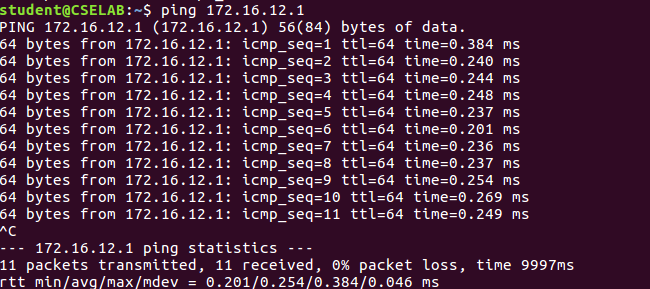 student@CSELAB:~$ ping 172.16.12.1
PING 172.16.12.1 (172.16.12.1) 56(84) bytes of data.
64 bytes from 172.16.12.1: icmp_seq=1 ttl=64 time=0.384 ms
64 bytes from 172.16.12.1: icmp_seq=2 ttl=64 time=0.240 ms
64 bytes from 172.16.12.1: icmp_seq=3 ttl=64 time=0.244 ms
64 bytes from 172.16.12.1: icmp_seq=4 ttl=64 time=0.248 ms
64 bytes from 172.16.12.1: icmp_seq=5 ttl=64 time=0.237 ms
64 bytes from 172.16.12.1: icmp_seq=6 ttl=64 time=0.201 ms
64 bytes from 172.16.12.1: icmp_seq=7 ttl=64 time=0.236 ms
64 bytes from 172.16.12.1: icmp_seq=8 ttl=64 time=0.237 ms
64 bytes from 172.16.12.1: icmp_seq=9 ttl=64 time=0.254 ms
64 bytes from 172.16.12.1: icmp_seq=10 ttl=64 time=0.269 ms
64 bytes from 172.16.12.1: icmp_seq=11 ttl=64 time=0.249 ms
^C
--- 172.16.12.1 ping statistics ---
11 packets transmitted, 11 received, 0% packet loss, time 9997ms
rtt min/avg/max/mdev = 0.201/0.254/0.384/0.046 ms